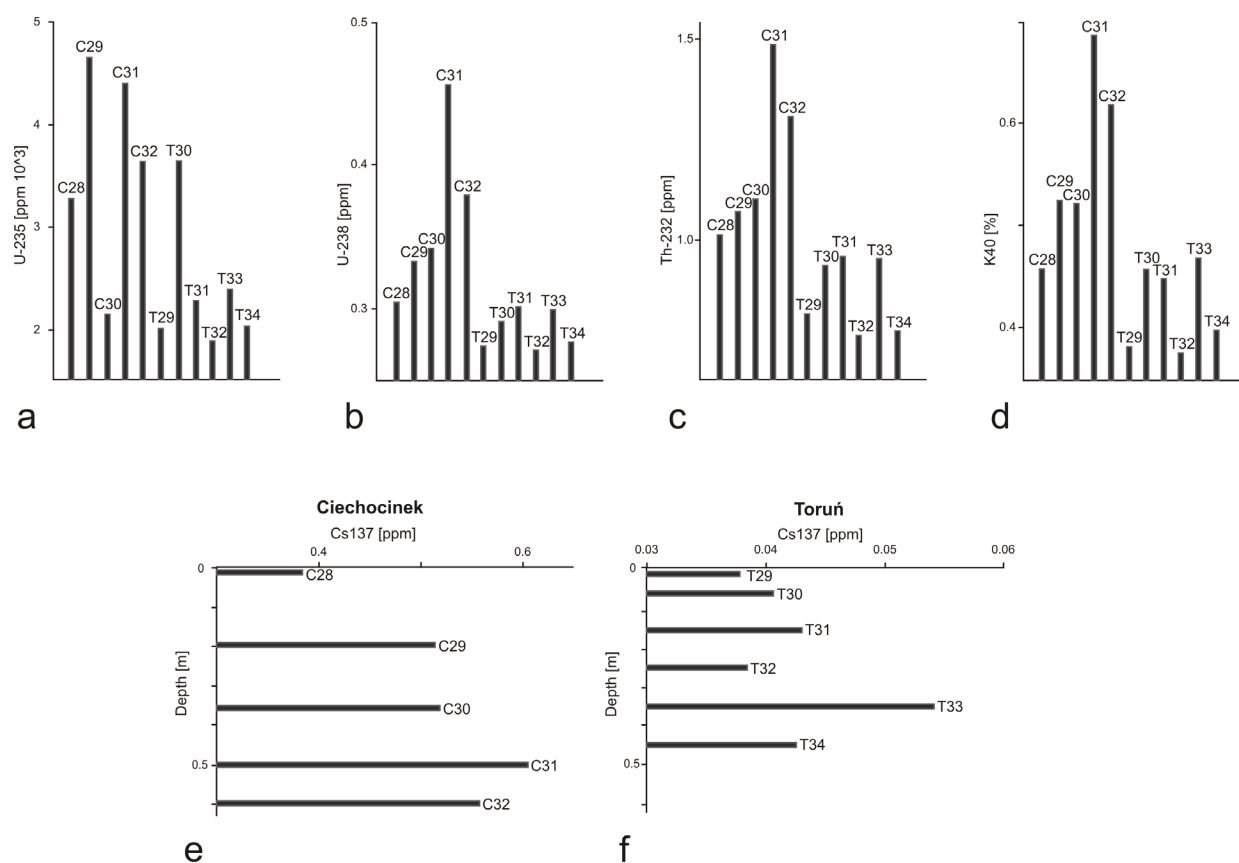 5
4
3
2
U-235 [ppm 10^3]
C28
C29
C30
C31
C32
T29
T30
T31
T32
T33
T34
a
0.5
0.4
0.3
U-238 [ppm]
C28
C29
C30
C31
C32
T29
T30
T31
T32
T33
T34
b
1.5
1.0
Th-232 [ppm]
C28
C29
C30
C31
C32
T29
T30
T31
T32
T33
T34
c
0.6
0.4
K40 [%]
C28
C29
C30
C31
C32
T29
T30
T31
T32
T33
T34
d
Ciechocinek
Cs137 [ppm]
0.4
0.6
0
0.5
Depth [m]
C28
C29
C30
C31
C32
e
Toruń
Cs137 [ppm]
0.03
0.04
0.05
0.06
0
0.5
Depth [m]
T29
T30
T31
T32
T33
T34
f